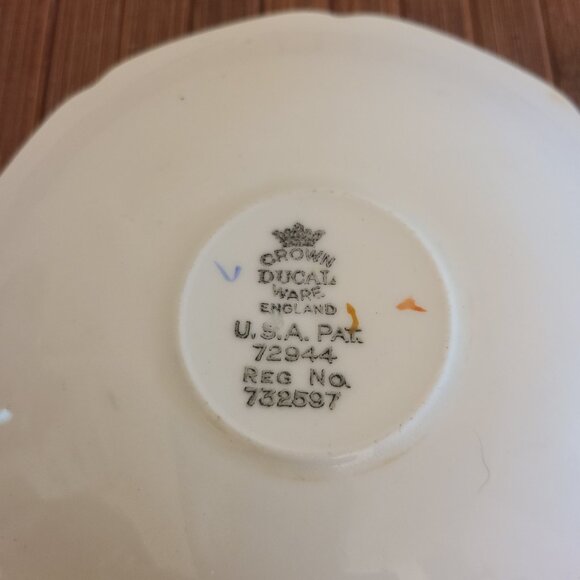 CROWN
DUCAL
WARE
ENGLAND
U.S.A. PAT.
72944
REG NO.
732597